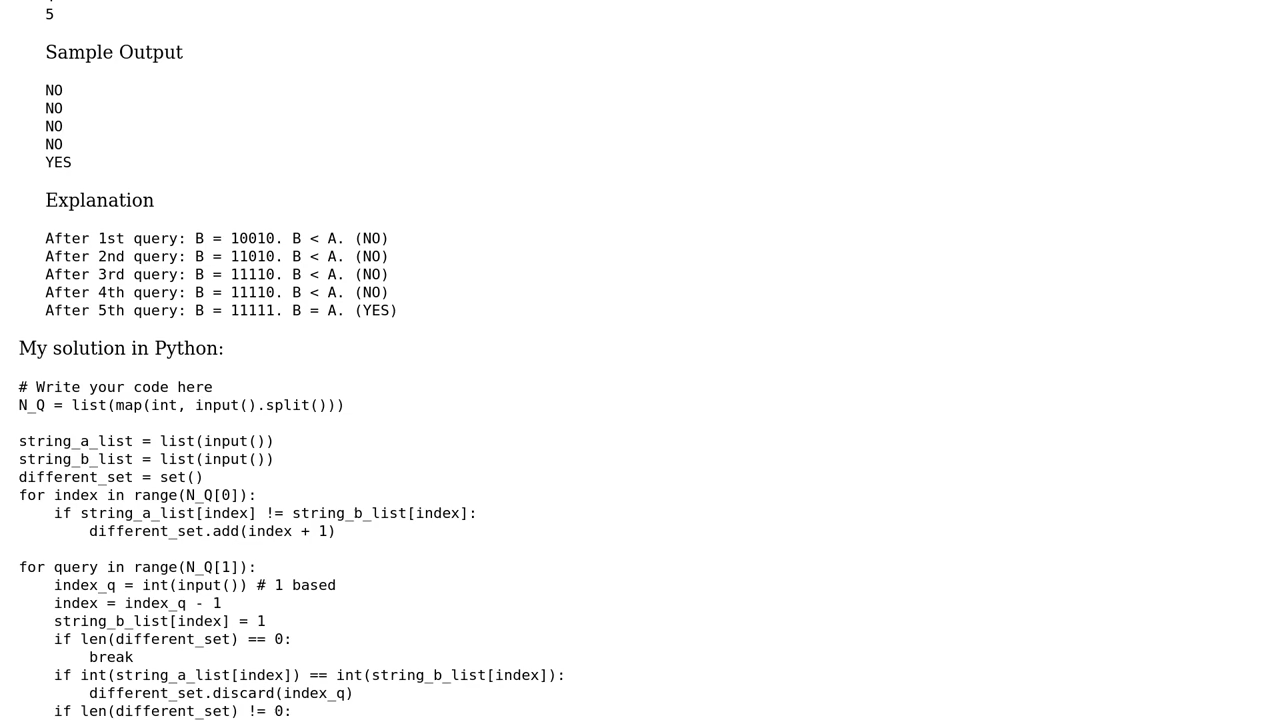 5
Sample Output
NO
NO
NO
NO
YES
Explanation
After 1st query: B = 10010. B < A. (NO)
After 2nd query: B = 11010. B < A. (NO)
After 3rd query: B = 11110. B < A. (NO)
After 4th query: B = 11110. B < A. (NO)
After 5th query: B = 11111. B = A. (YES)
My solution in Python:
# Write your code here
N_Q = list(map(int, input().split()))

string_a_list = list(input())
string_b_list = list(input())
different_set = set()
for index in range(N_Q[0]):
    if string_a_list[index] != string_b_list[index]:
        different_set.add(index + 1)

for query in range(N_Q[1]):
    index_q = int(input()) # 1 based
    index = index_q - 1
    string_b_list[index] = 1
    if len(different_set) == 0:
        break
    if int(string_a_list[index]) == int(string_b_list[index]):
        different_set.discard(index_q)
    if len(different_set) != 0: